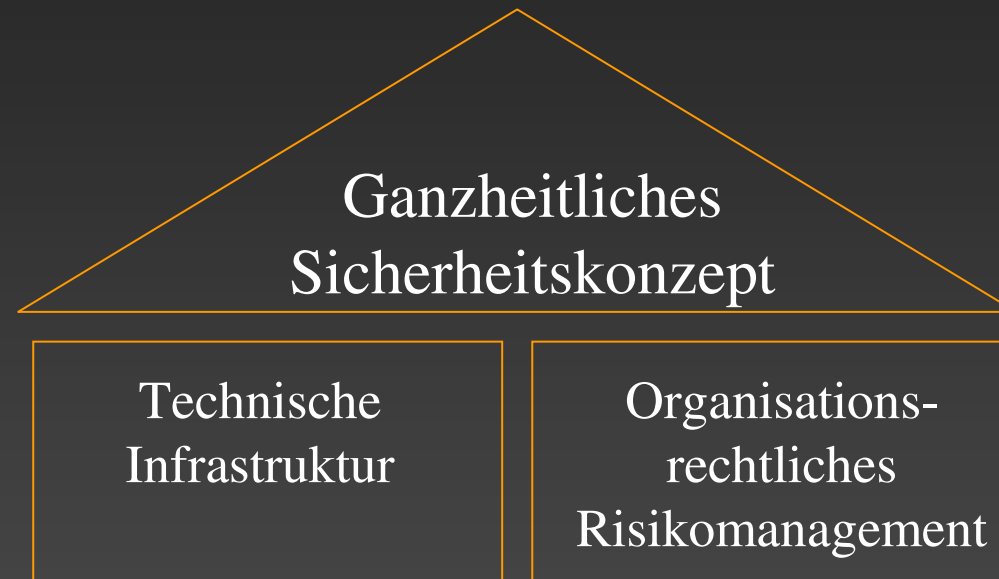 Ganzheitliches
Sicherheitskonzept
Technische
Infrastruktur
Organisations-
rechtliches
Risikomanagement